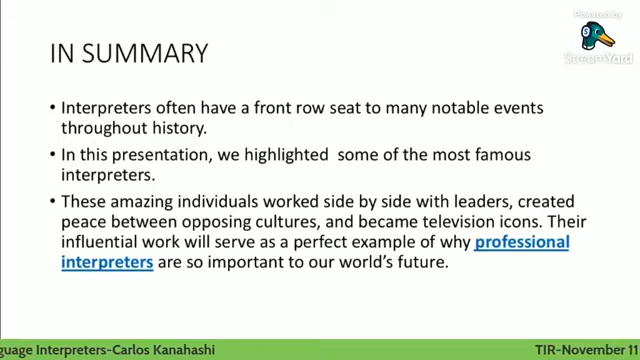 Powered by
StreamYard
IN SUMMARY
• Interpreters often have a front row seat to many notable events
throughout history.
• In this presentation, we highlighted some of the most famous
interpreters.
• These amazing individuals worked side by side with leaders, created
peace between opposing cultures, and became television icons. Their
influential work will serve as a perfect example of why professional
interpreters are so important to our world's future.
guage Interpreters-Carlos Kanahashi
TIR-November 11